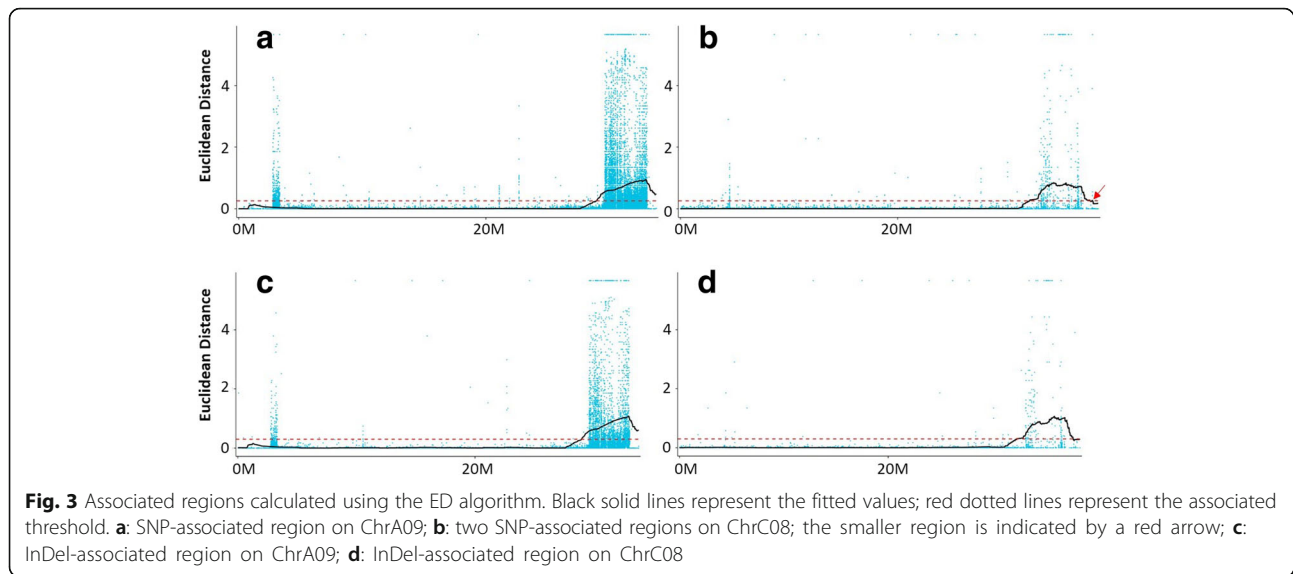 a
b
Euclidean Distance
4
2
0
0M
20M
4
2
0
0M
20M
c
d
Euclidean Distance
4
2
0
0M
20M
4
2
0
0M
20M
Fig. 3 Associated regions calculated using the ED algorithm. Black solid lines represent the fitted values; red dotted lines represent the associated
threshold. a: SNP-associated region on ChrA09; b: two SNP-associated regions on ChrC08; the smaller region is indicated by a red arrow; c:
InDel-associated region on ChrA09; d: InDel-associated region on ChrC08